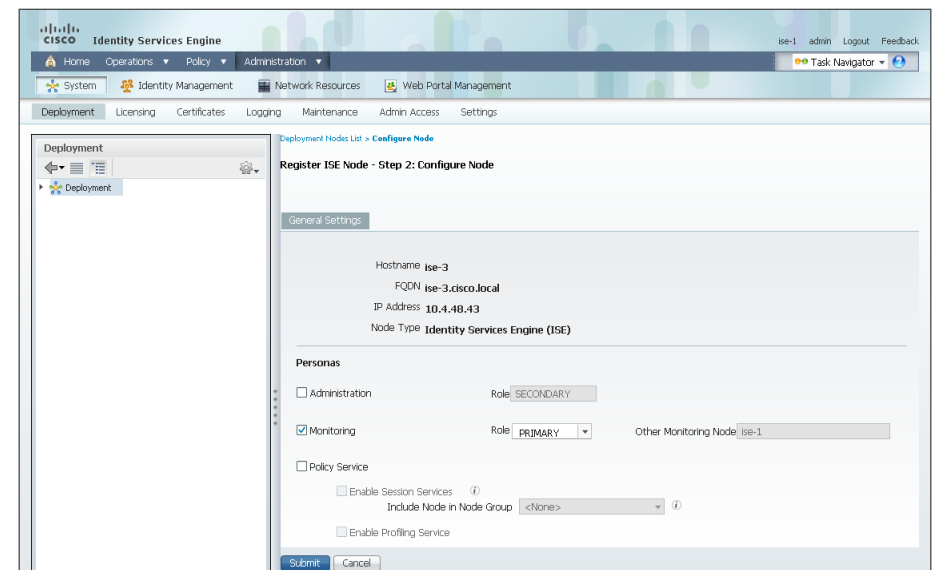 CISCO Identity Services Engine
ise-1 admin Logout Feedback
Home Operations ▼ Policy ▼ Administration ▼
Task Navigator ▼
System Identity Management Network Resources Web Portal Management
Deployment Licensing Certificates Logging Maintenance Admin Access Settings
Deployment
Deployment
Deployment Nodes List > Configure Node
Register ISE Node - Step 2: Configure Node
General Settings
Hostname ise-3
FQDN ise-3.cisco.local
IP Address 10.4.48.43
Node Type Identity Services Engine (ISE)
Personas
Administration Role SECONDARY
Monitoring Role PRIMARY Other Monitoring Node ise-1
Policy Service
Enable Session Services i
Include Node in Node Group <None> i
Enable Profiling Service
Submit Cancel